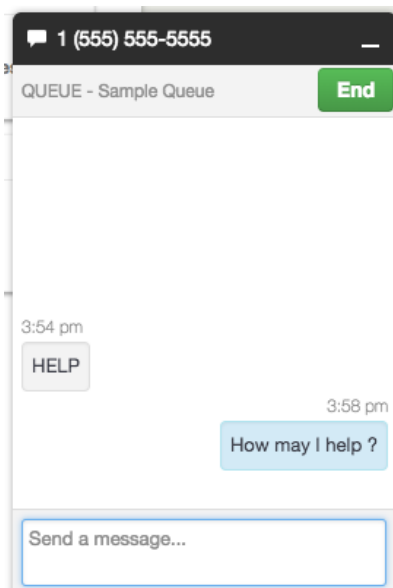 1 (555) 555-5555
QUEUE - Sample Queue
End
3:54 pm
HELP
3:58 pm
How may I help ?
Send a message...